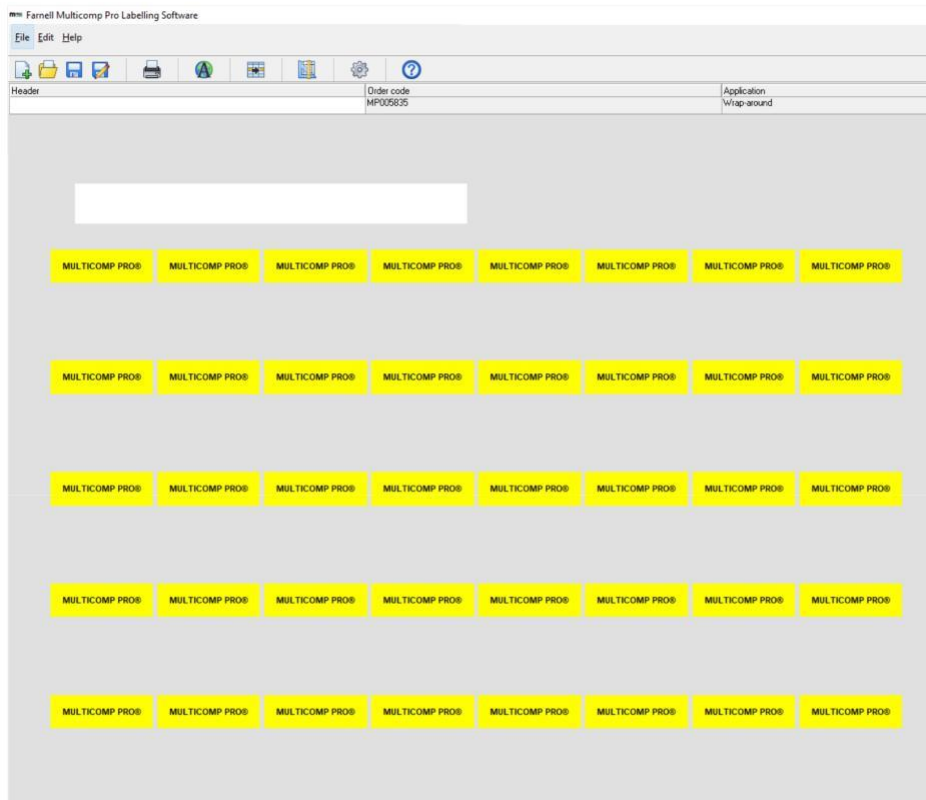 Farnell Multicomp Pro Labelling Software
File Edit Help
Header Order code Application
MP005835 Wrap-around
MULTICOMP PRO® MULTICOMP PRO® MULTICOMP PRO® MULTICOMP PRO® MULTICOMP PRO® MULTICOMP PRO® MULTICOMP PRO® MULTICOMP PRO®
MULTICOMP PRO® MULTICOMP PRO® MULTICOMP PRO® MULTICOMP PRO® MULTICOMP PRO® MULTICOMP PRO® MULTICOMP PRO® MULTICOMP PRO®
MULTICOMP PRO® MULTICOMP PRO® MULTICOMP PRO® MULTICOMP PRO® MULTICOMP PRO® MULTICOMP PRO® MULTICOMP PRO® MULTICOMP PRO®
MULTICOMP PRO® MULTICOMP PRO® MULTICOMP PRO® MULTICOMP PRO® MULTICOMP PRO® MULTICOMP PRO® MULTICOMP PRO® MULTICOMP PRO®
MULTICOMP PRO® MULTICOMP PRO® MULTICOMP PRO® MULTICOMP PRO® MULTICOMP PRO® MULTICOMP PRO® MULTICOMP PRO® MULTICOMP PRO®